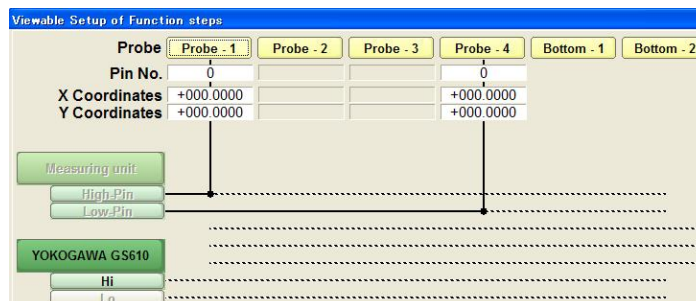 Viewable Setup of Function steps
Probe Probe - 1 Probe - 2 Probe - 3 Probe - 4 Bottom - 1 Bottom - 2
Pin No. 0 0
X Coordinates +000.0000 +000.0000
Y Coordinates +000.0000 +000.0000
Measuring unit
High-Pin
Low-Pin
YOKOGAWA GS610
Hi
Lo